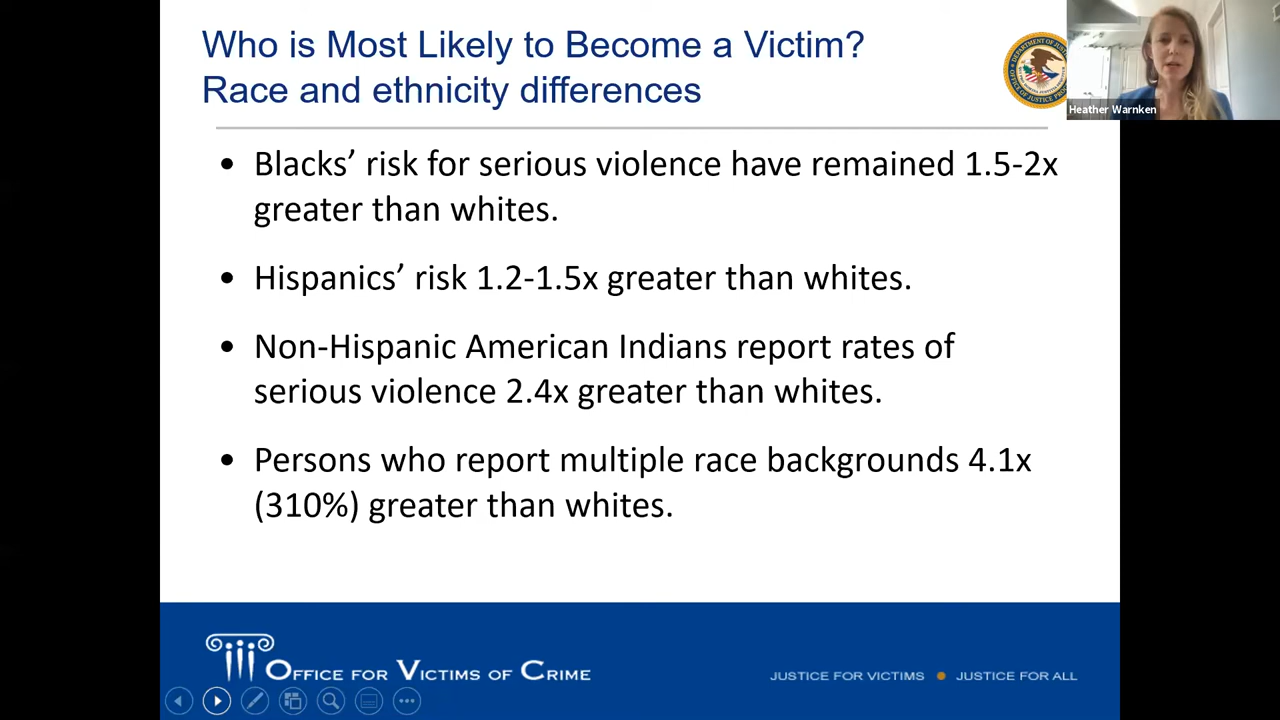 Who is Most Likely to Become a Victim?
Race and ethnicity differences
Heather Warnken
• Blacks’ risk for serious violence have remained 1.5-2x
greater than whites.
• Hispanics’ risk 1.2-1.5x greater than whites.
• Non-Hispanic American Indians report rates of
serious violence 2.4x greater than whites.
• Persons who report multiple race backgrounds 4.1x
(310%) greater than whites.
OFFICE FOR VICTIMS OF CRIME
JUSTICE FOR VICTIMS • JUSTICE FOR ALL